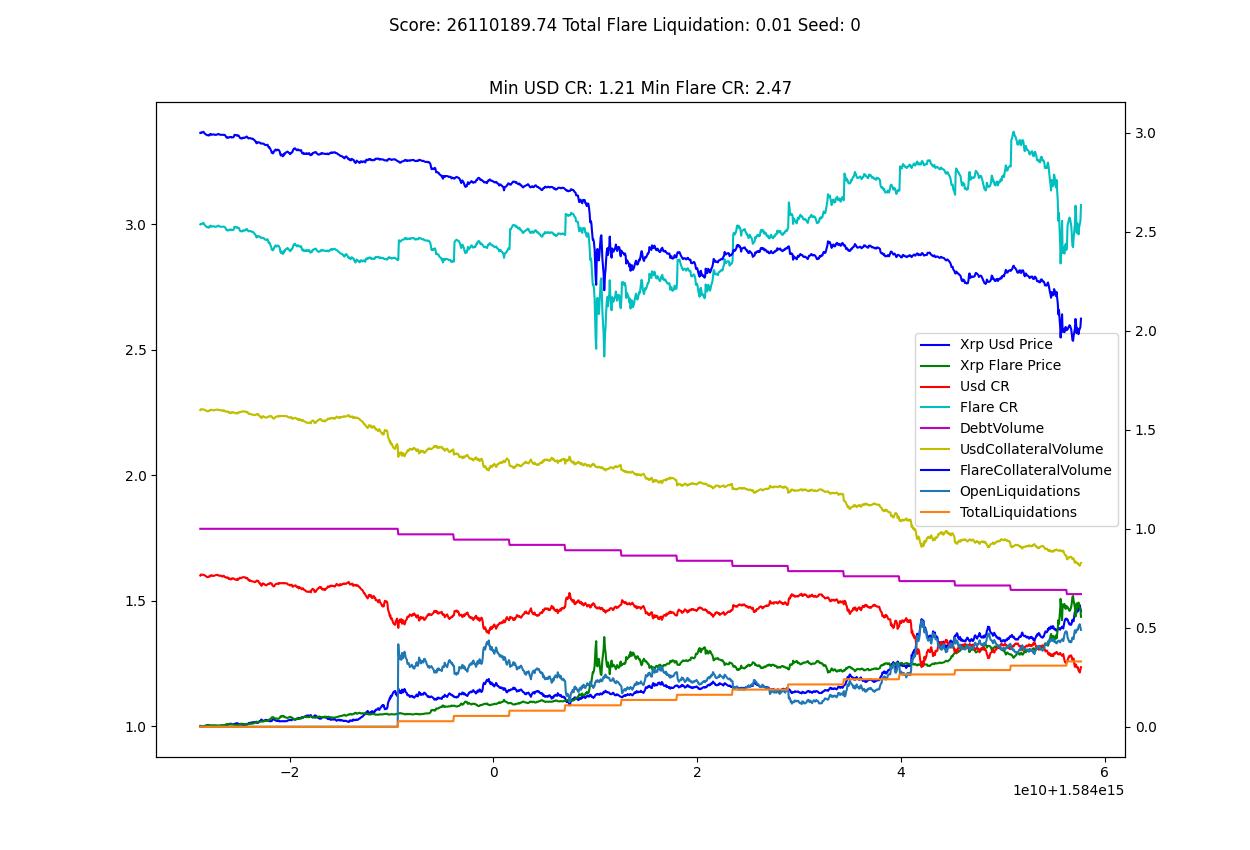 Score: 26110189.74 Total Flare Liquidation: 0.01 Seed: 0
Min USD CR: 1.21 Min Flare CR: 2.47
3.0
3.0
2.5
2.5
2.0
Xrp Usd Price
Xrp Flare Price
Usd CR
Flare CR
DebtVolume
UsdCollateralVolume
FlareCollateralVolume
OpenLiquidations
TotalLiquidations
1.5
2.0
1.0
1.5
0.5
1.0
0.0
−2
0
2
4
6
1e10+1.584e15